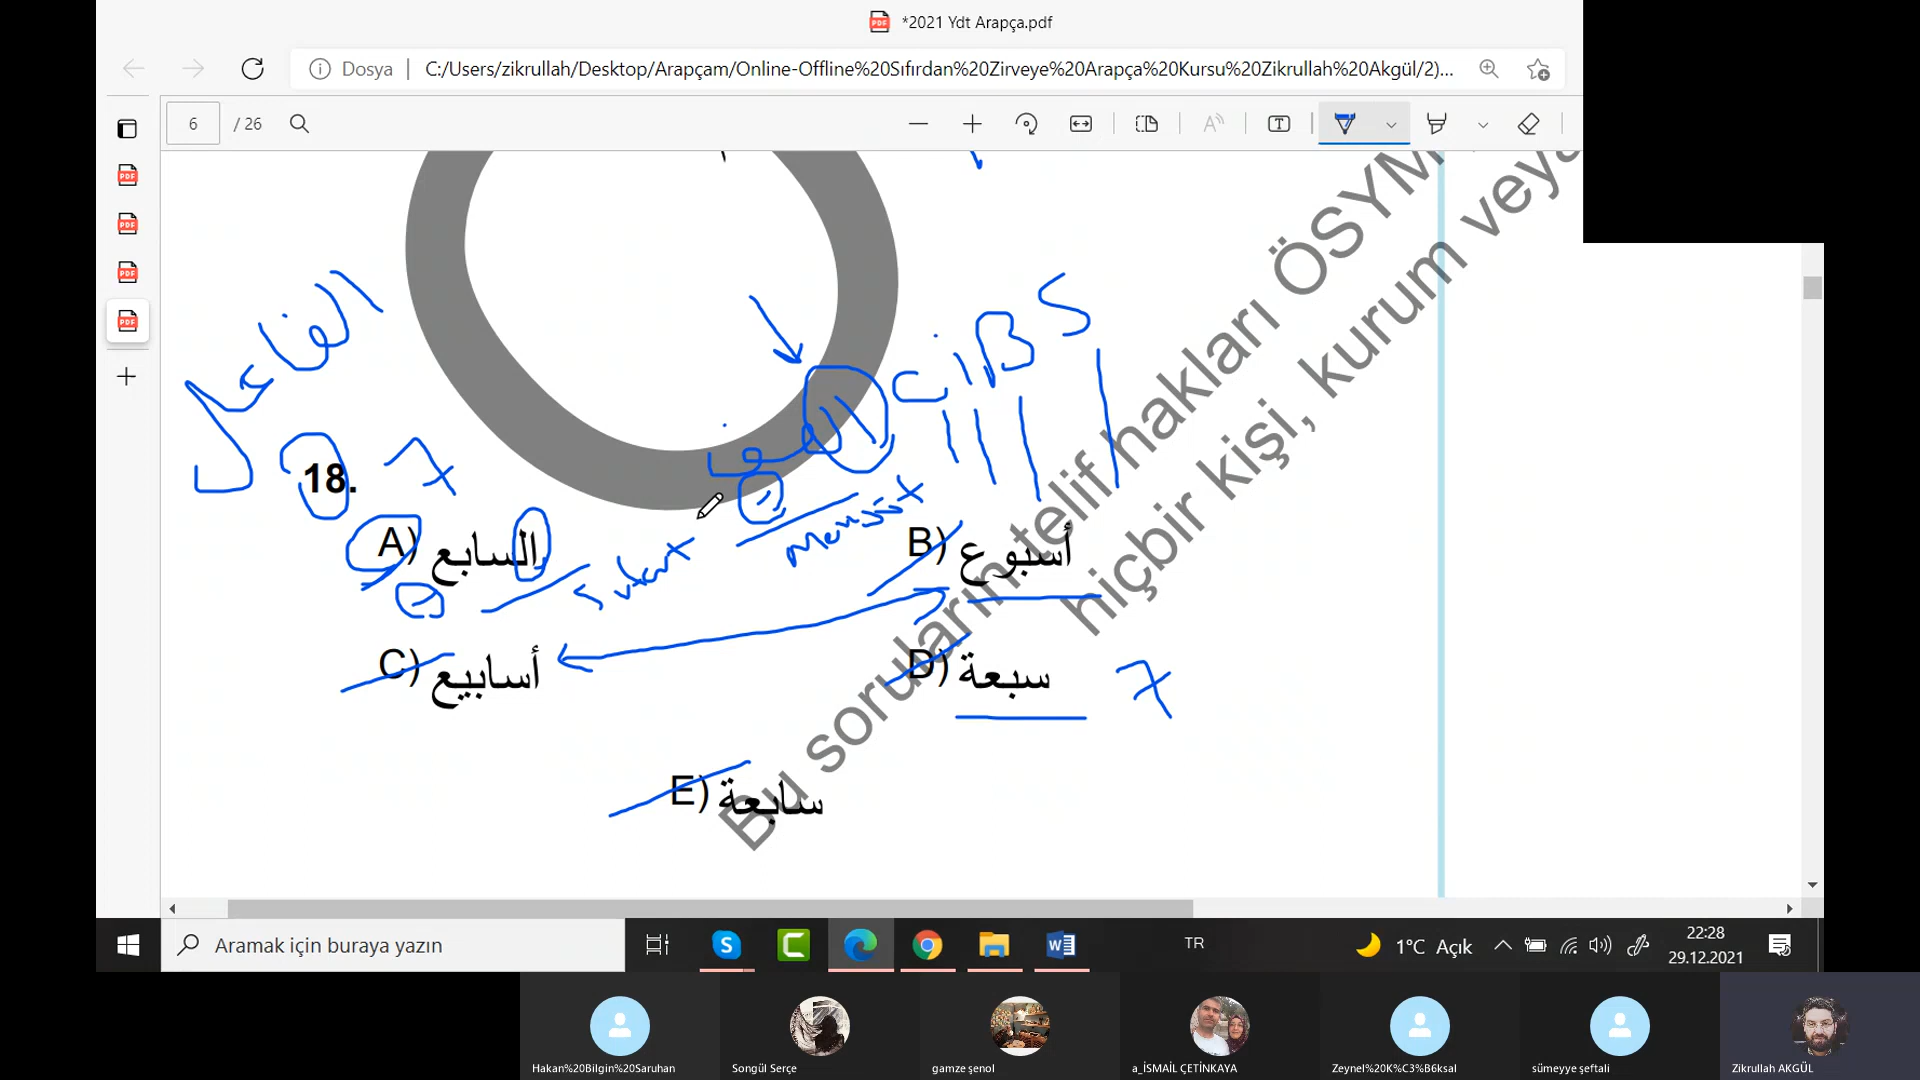 *2021 Ydt Arapça.pdf
Dosya
C:/Users/zikrullah/Desktop/Arapçam/Online-Offline%20Sıfırdan%20Zirveye%20Arapça%20Kursu%20Zikrullah%20Akgül/2)...
6 / 26
Bu soruların telif hakları ÖSYM
hiçbir kişi, kurum veya
الفاعل
C i B S
18. 7
A) السابع
B) أسبوع
C) أسابيع
D) سبعة 7
E) سابعة
Aramak için buraya yazın
TR
1°C Açık
22:28
29.12.2021
Hakan%20Bilgin%20Saruhan
Songül Serçe
gamze şenol
a_İSMAİL ÇETİNKAYA
Zeynel%20K%C3%B6ksal
sümeyye şeftali
Zikrullah AKGÜL